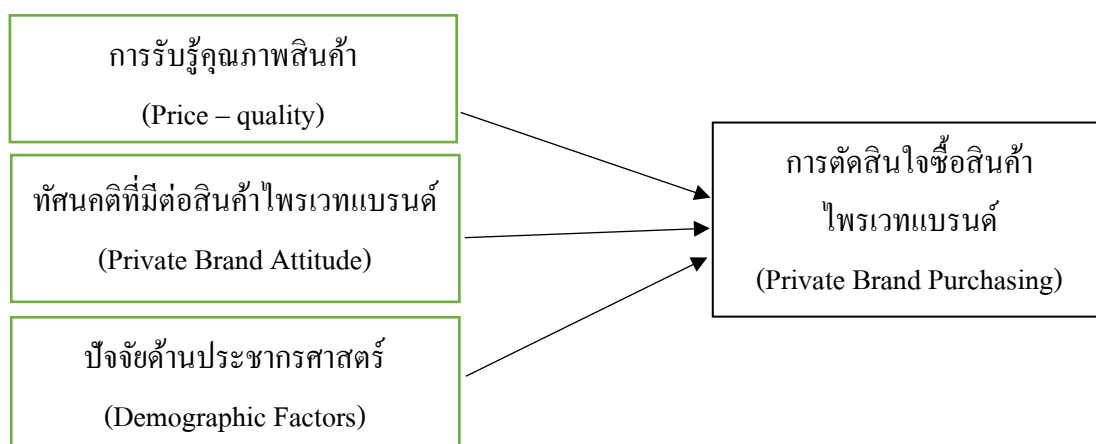 การรับรู้คุณภาพสินค้า
(Price – quality)
ทัศนคติที่มีต่อสินค้าไพรเวทแบรนด์
(Private Brand Attitude)
ปัจจัยด้านประชากรศาสตร์
(Demographic Factors)
การตัดสินใจซื้อสินค้า
ไพรเวทแบรนด์
(Private Brand Purchasing)